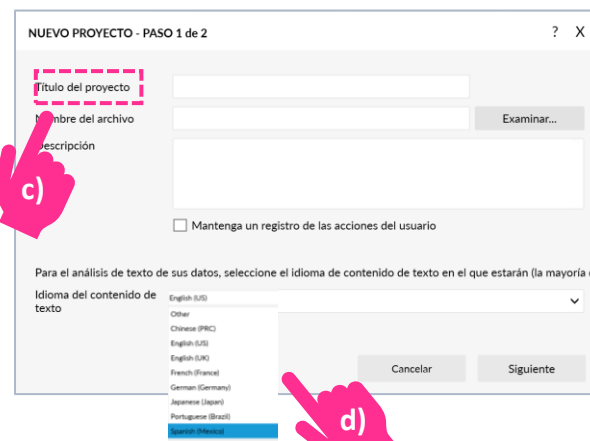 NUEVO PROYECTO - PASO 1 de 2 ? X
Título del proyecto
Nombre del archivo Examinar...
Descripción
c)
Mantenga un registro de las acciones del usuario
Para el análisis de texto de sus datos, seleccione el idioma de contenido de texto en el que estarán (la mayoría
Idioma del contenido de
texto
English (US)
Other
Chinese (PRC)
English (US)
English (UK)
French (France)
German (Germany)
Japanese (Japan)
Portuguese (Brazil)
Spanish (Mexico)
Cancelar Siguiente
d)